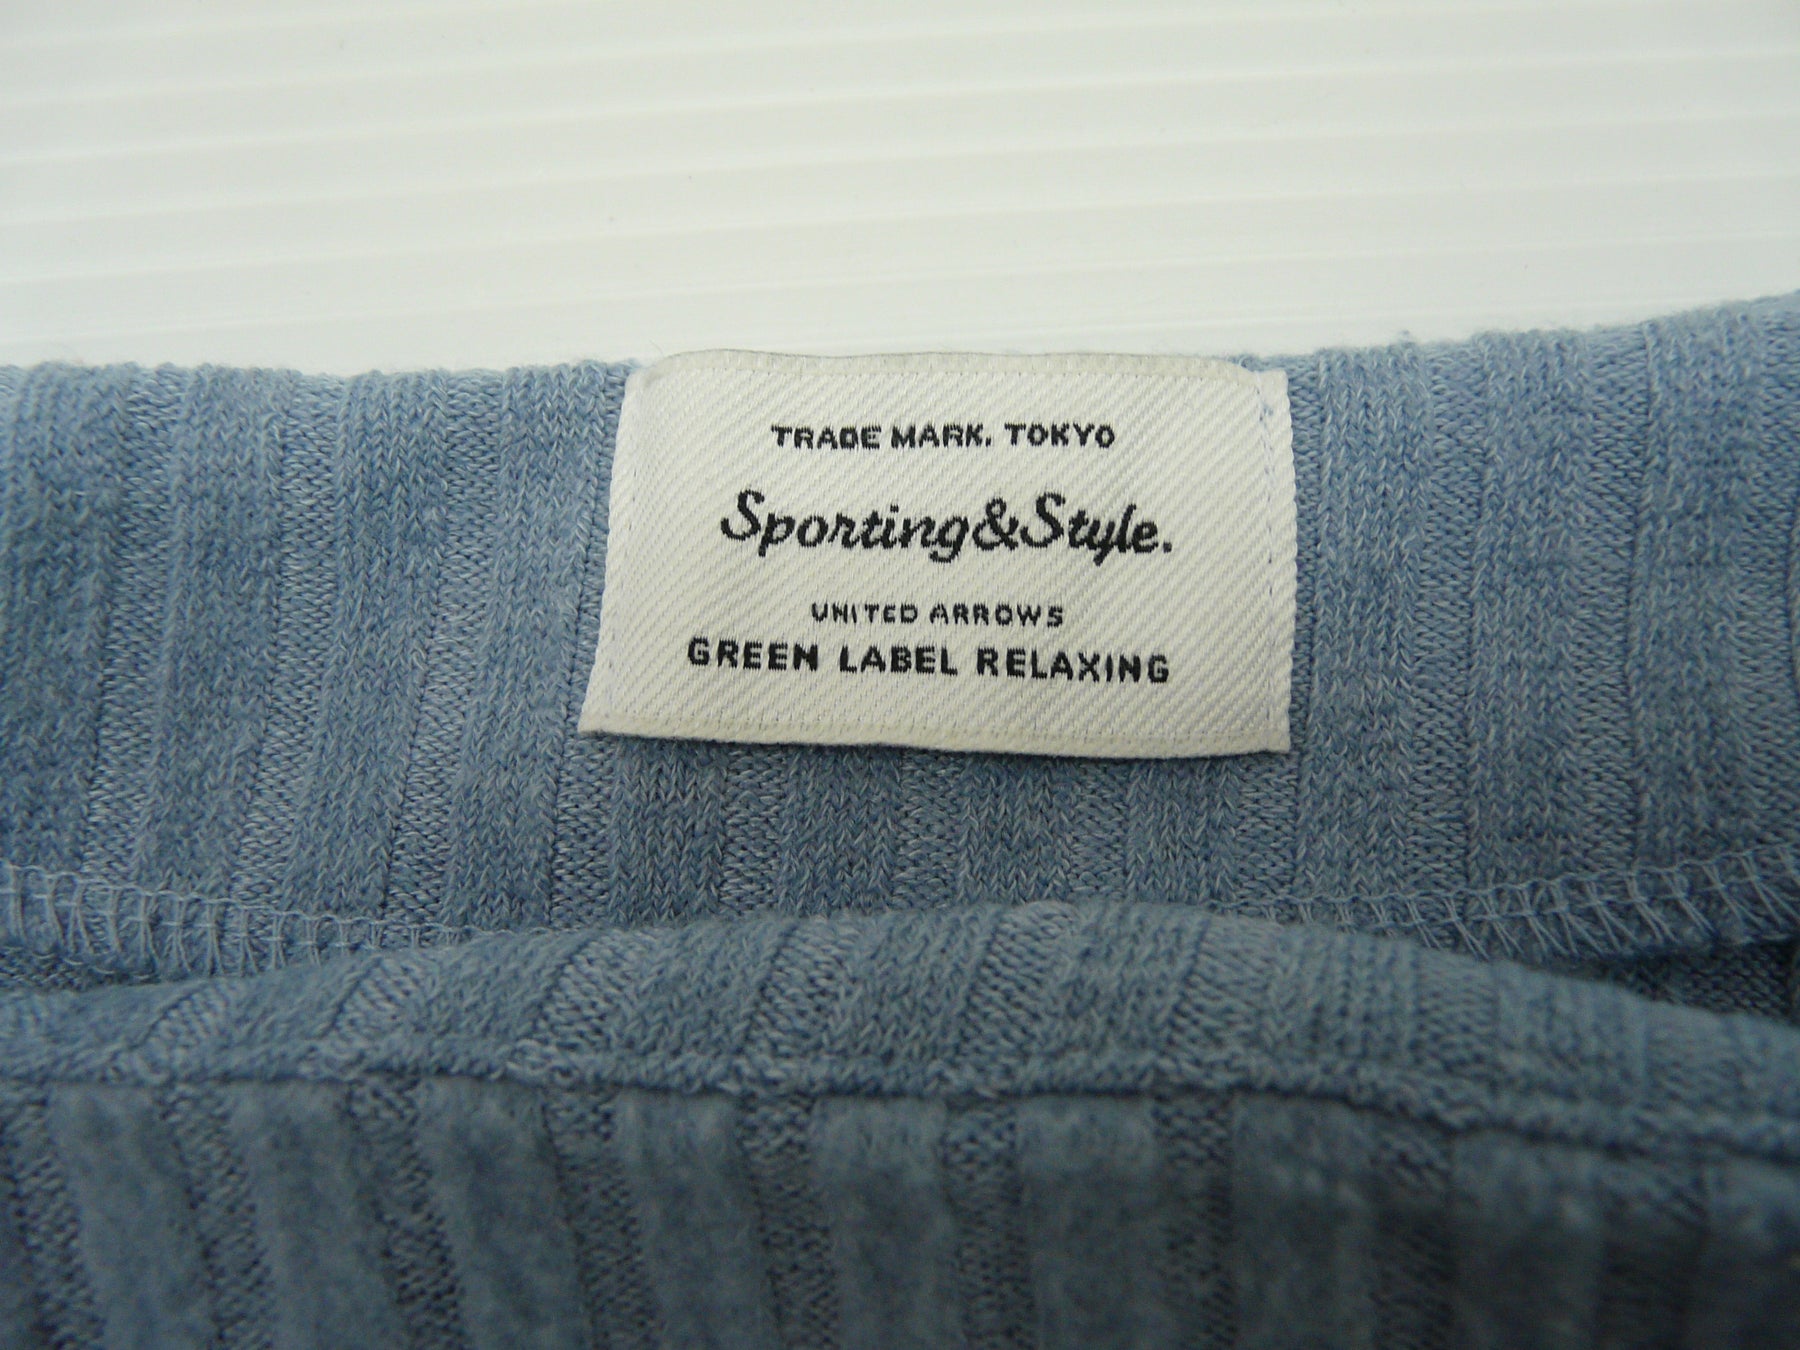 TRADE MARK. TOKYO
Sporting&Style.
UNITED ARROWS
GREEN LABEL RELAXING